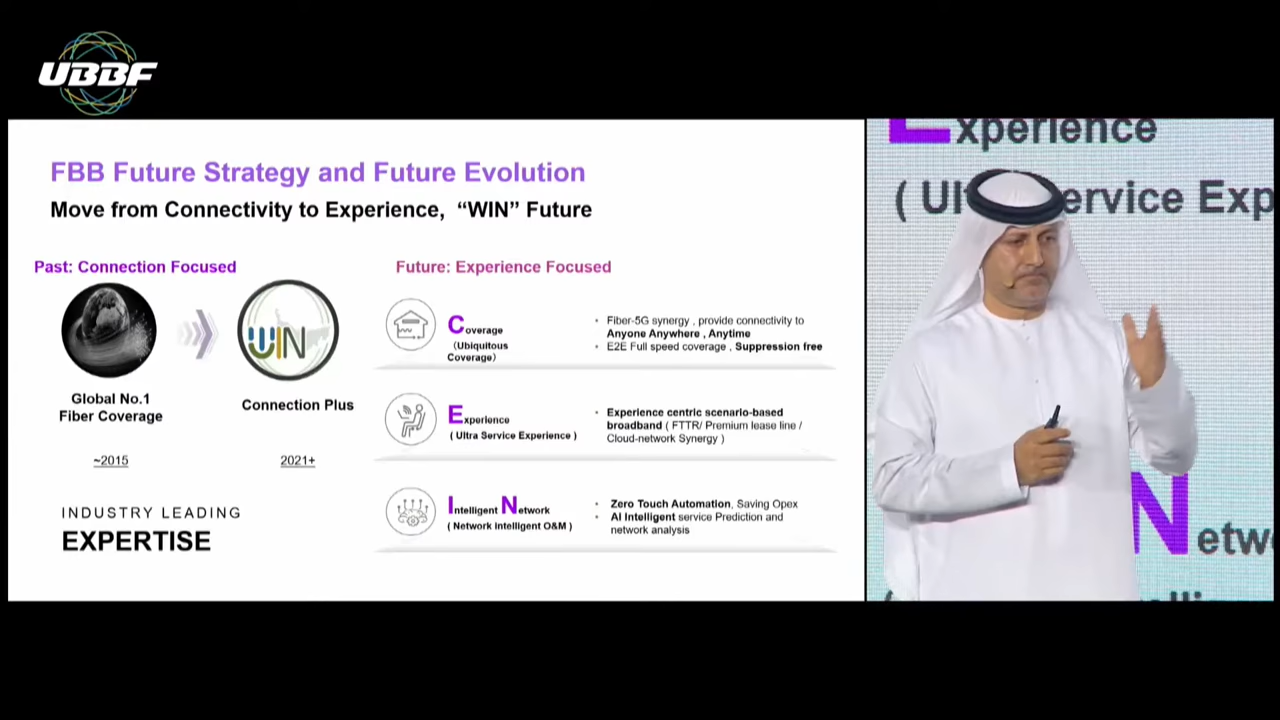 UBBF
FBB Future Strategy and Future Evolution
Move from Connectivity to Experience, “WIN” Future
Past: Connection Focused
WIN
Global No.1
Fiber Coverage
Connection Plus
~2015
2021+
INDUSTRY LEADING
EXPERTISE
Future: Experience Focused
Coverage
(Ubiquitous
Coverage)
• Fiber-5G synergy , provide connectivity to
Anyone Anywhere , Anytime
• E2E Full speed coverage , Suppression free
Experience
( Ultra Service Experience )
• Experience centric scenario-based
broadband ( FTTR/ Premium lease line /
Cloud-network Synergy )
Intelligent Network
( Network Intelligent O&M )
• Zero Touch Automation, Saving Opex
• AI Intelligent service Prediction and
network analysis
Experience
( Ul ervice Exp
Netw